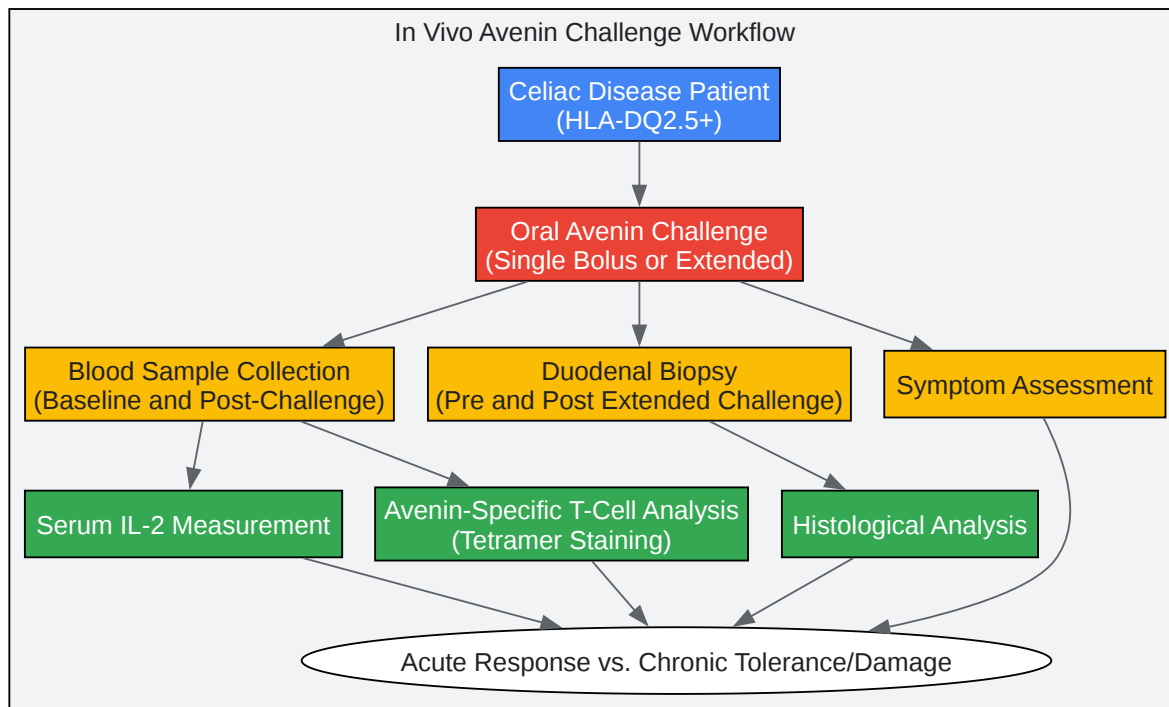 In Vivo Avenin Challenge Workflow
Celiac Disease Patient
(HLA-DQ2.5+)
Oral Avenin Challenge
(Single Bolus or Extended)
Blood Sample Collection
(Baseline and Post-Challenge)
Duodenal Biopsy
(Pre and Post Extended Challenge)
Symptom Assessment
Serum IL-2 Measurement
Avenin-Specific T-Cell Analysis
(Tetramer Staining)
Histological Analysis
Acute Response vs. Chronic Tolerance/Damage